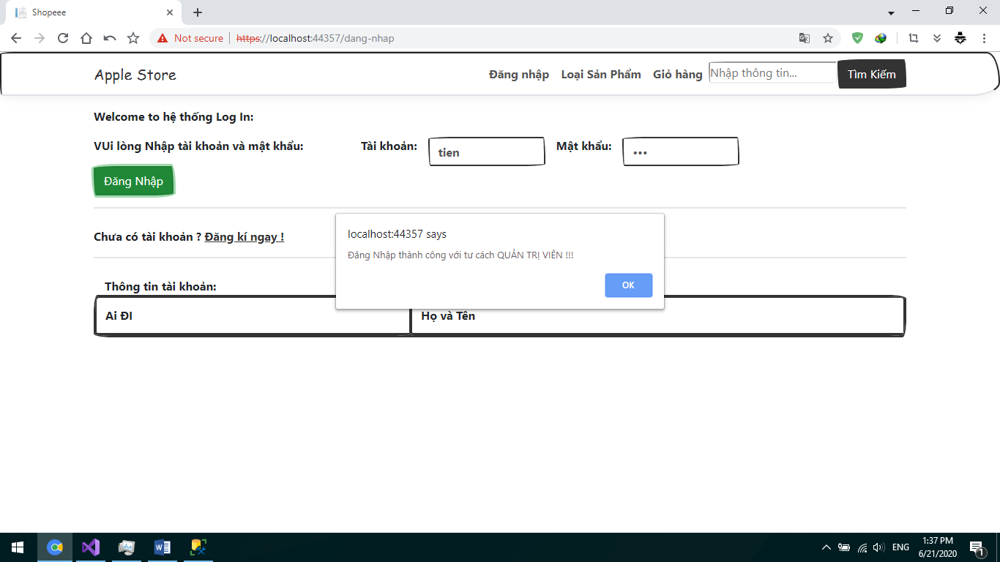 Shopeee
Not secure | https://localhost:44357/dang-nhap
Apple Store
Đăng nhập Loại Sản Phẩm Giỏ hàng Nhập thông tin... Tìm Kiếm
Welcome to hệ thống Log In:
VUi lòng Nhập tài khoản và mật khẩu: Tài khoản: tien Mật khẩu: •••
Đăng Nhập
Chưa có tài khoản ? Đăng kí ngay !
localhost:44357 says
Đăng Nhập thành công với tư cách QUẢN TRỊ VIÊN !!!
OK
Thông tin tài khoản:
Ai ĐI Họ và Tên
ENG
1:37 PM
6/21/2020
1